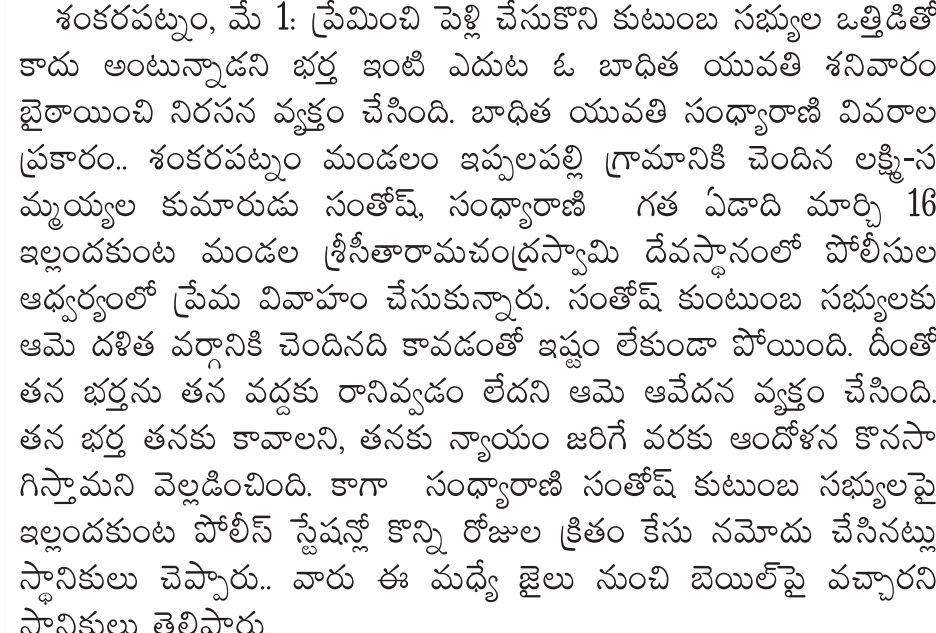 శంకరపట్నం, మే 1: ప్రేమించి పెళ్లి చేసుకొని కుటుంబ సభ్యుల ఒత్తిడితో
కాదు అంటున్నాడని భర్త ఇంటి ఎదుట ఓ బాధిత యువతి శనివారం
బైఠాయించి నిరసన వ్యక్తం చేసింది. బాధిత యువతి సంధ్యారాణి వివరాల
ప్రకారం.. శంకరపట్నం మండలం ఇప్పలపల్లి గ్రామానికి చెందిన లక్ష్మి-స
మ్మయ్యల కుమారుడు సంతోష్, సంధ్యారాణి గత ఏడాది మార్చి 16
ఇల్లందకుంట మండల శ్రీసీతారామచంద్రస్వామి దేవస్థానంలో పోలీసుల
ఆధ్వర్యంలో ప్రేమ వివాహం చేసుకున్నారు. సంతోష్ కుంటుంబ సభ్యులకు
ఆమె దళిత వర్గానికి చెందినది కావడంతో ఇష్టం లేకుండా పోయింది. దీంతో
తన భర్తను తన వద్దకు రానివ్వడం లేదని ఆమె ఆవేదన వ్యక్తం చేసింది.
తన భర్త తనకు కావాలని, తనకు న్యాయం జరిగే వరకు ఆందోళన కొనసా
గిస్తామని వెల్లడించింది. కాగా సంధ్యారాణి సంతోష్ కుటుంబ సభ్యులపై
ఇల్లందకుంట పోలీస్ స్టేషన్లో కొన్ని రోజుల క్రితం కేసు నమోదు చేసినట్లు
స్థానికులు చెప్పారు.. వారు ఈ మధ్యే జైలు నుంచి బెయిల్‌పై వచ్చారని
స్థానికులు తెలిపారు.